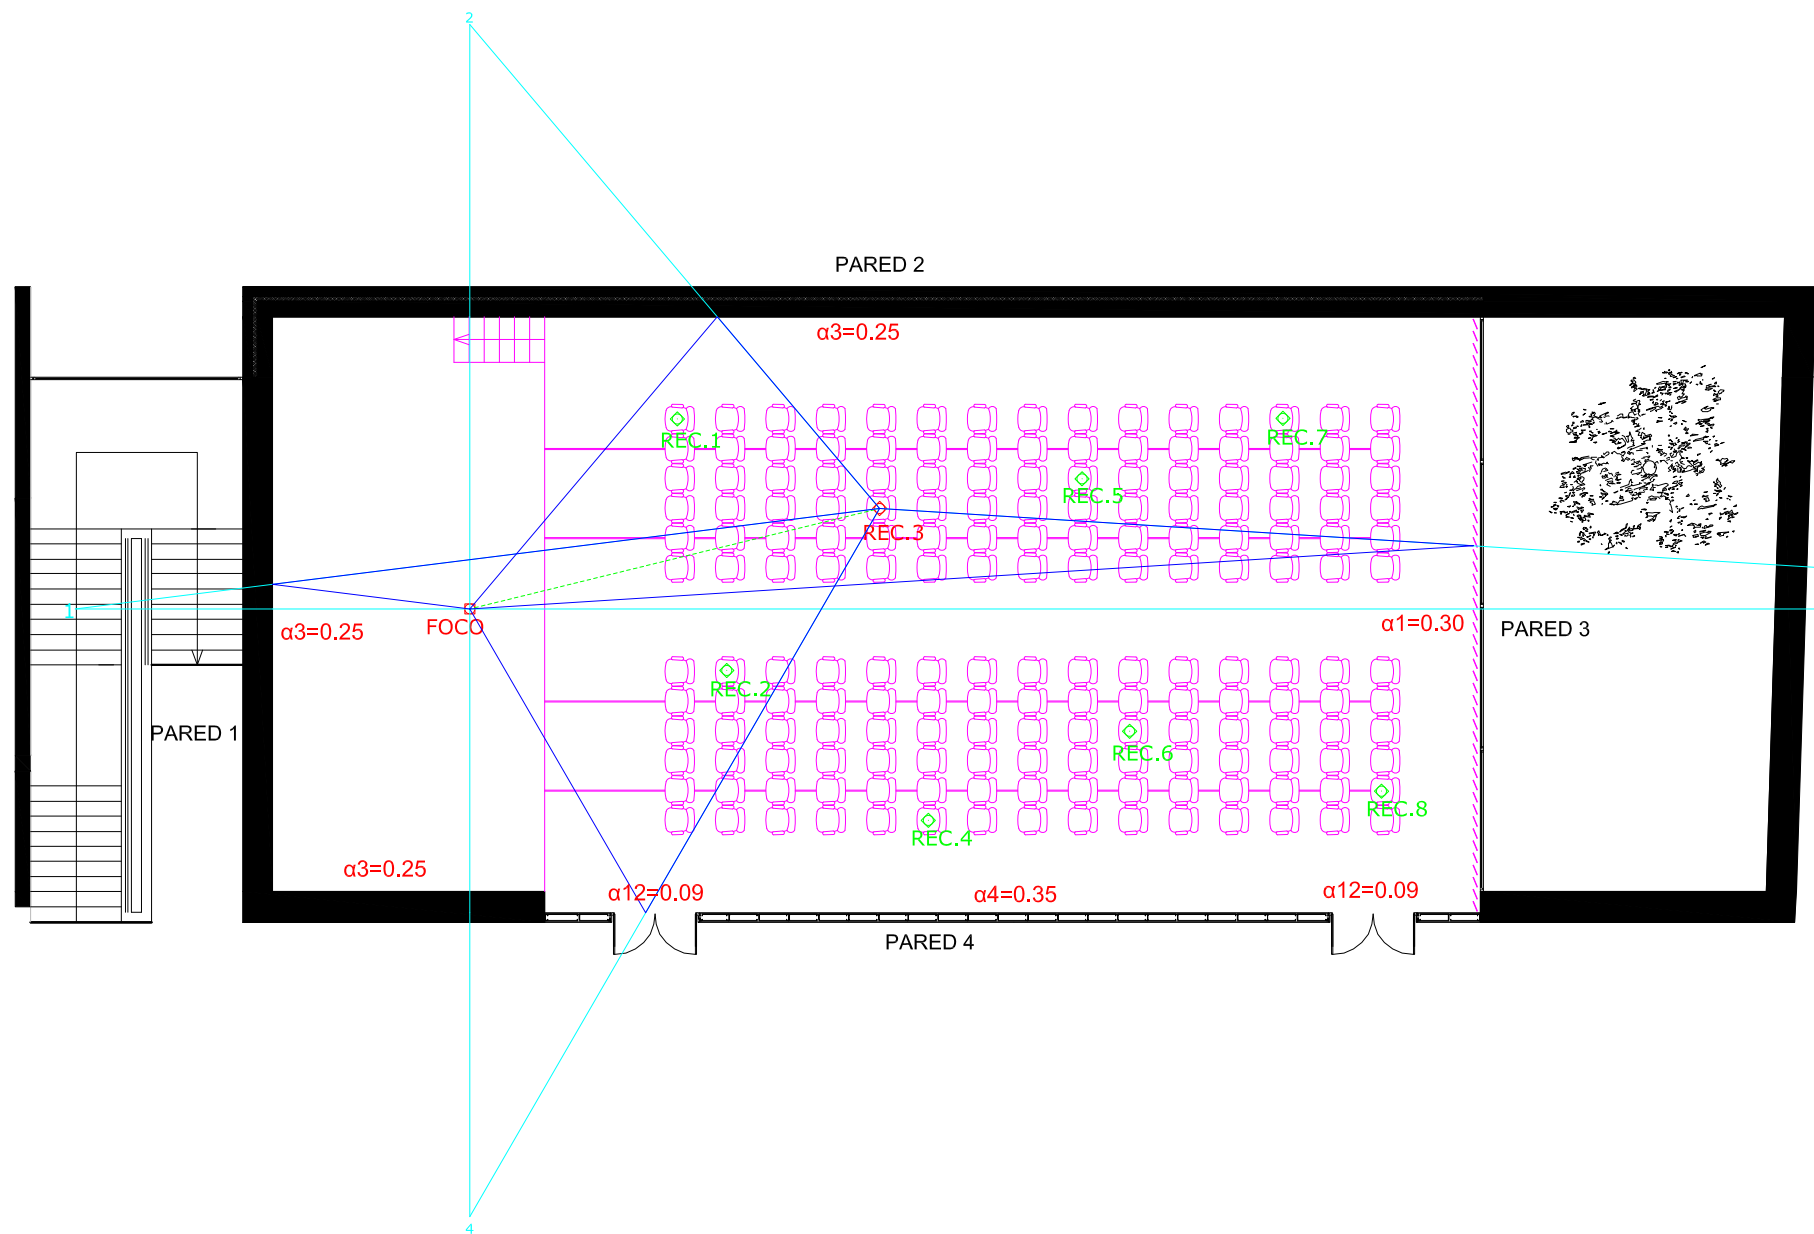 2
PARED 2
α3=0.25
REC.1
REC.7
REC.5
REC.3
1
FOCO
α3=0.25
α1=0.30
PARED 3
REC.2
PARED 1
REC.6
REC.8
REC.4
α3=0.25
α12=0.09
α4=0.35
α12=0.09
PARED 4
4